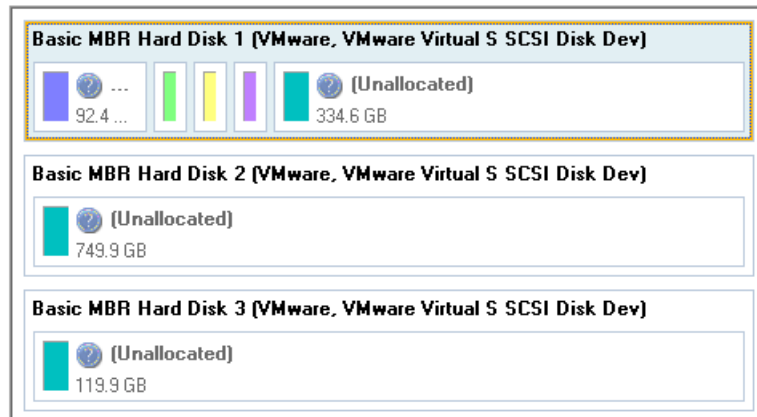 Basic MBR Hard Disk 1 (VMware, VMware Virtual S SCSI Disk Dev)
...
92.4 ...
(Unallocated)
334.6 GB
Basic MBR Hard Disk 2 (VMware, VMware Virtual S SCSI Disk Dev)
(Unallocated)
749.9 GB
Basic MBR Hard Disk 3 (VMware, VMware Virtual S SCSI Disk Dev)
(Unallocated)
119.9 GB